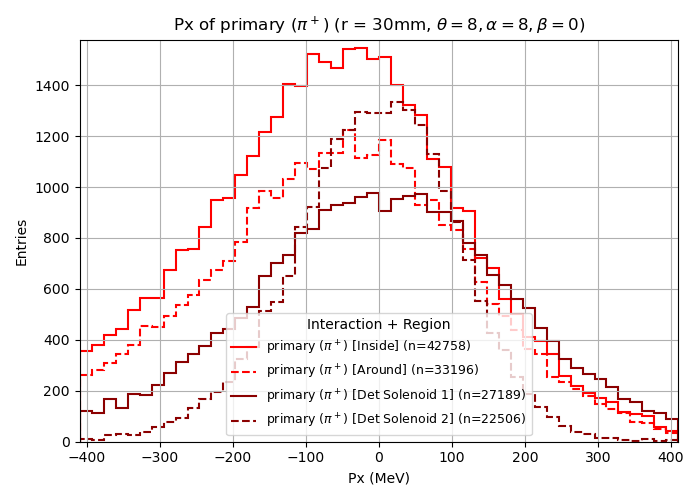 Px of primary (π⁺) (r = 30mm, θ = 8, α = 8, β = 0)
1400
1200
1000
800
600
400
200
0
Entries
Interaction + Region
primary (π⁺) [Inside] (n=42758)
primary (π⁺) [Around] (n=33196)
primary (π⁺) [Det Solenoid 1] (n=27189)
primary (π⁺) [Det Solenoid 2] (n=22506)
−400 −300 −200 −100 0 100 200 300 400
Px (MeV)